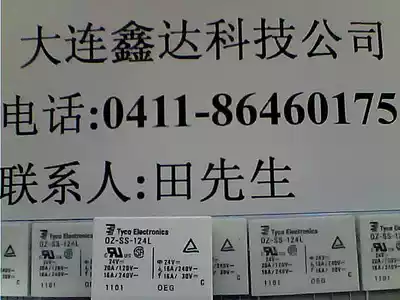 大连鑫达科技公司
电话:0411-86460175
联系人:田先生
Tyco Electronics
OZ-SS-124L
24V⎓
20A/120V~
16A/240V~
24V⎓
16A/240V~
16A/30V⎓
1101
OEG
C